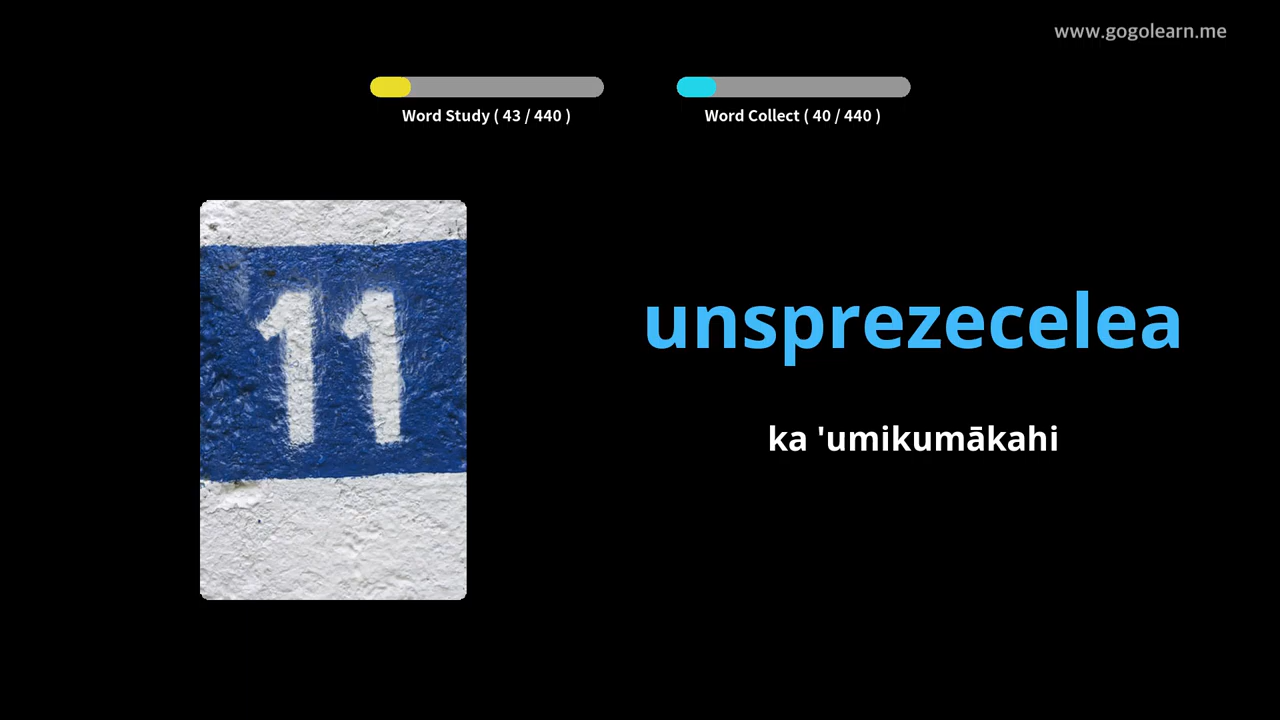 www.gogolearn.me
Word Study ( 43 / 440 )
Word Collect ( 40 / 440 )
11
unsprezecelea
ka 'umikumākahi